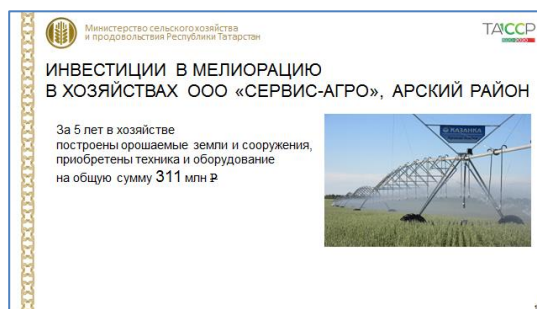 Министерство сельского хозяйства
и продовольствия Республики Татарстан
ТАССР
ИНВЕСТИЦИИ В МЕЛИОРАЦИЮ
В ХОЗЯЙСТВАХ ООО «СЕРВИС-АГРО», АРСКИЙ РАЙОН
За 5 лет в хозяйстве
построены орошаемые земли и сооружения,
приобретены техника и оборудование
на общую сумму 311 млн ₽
КАЗАНКА